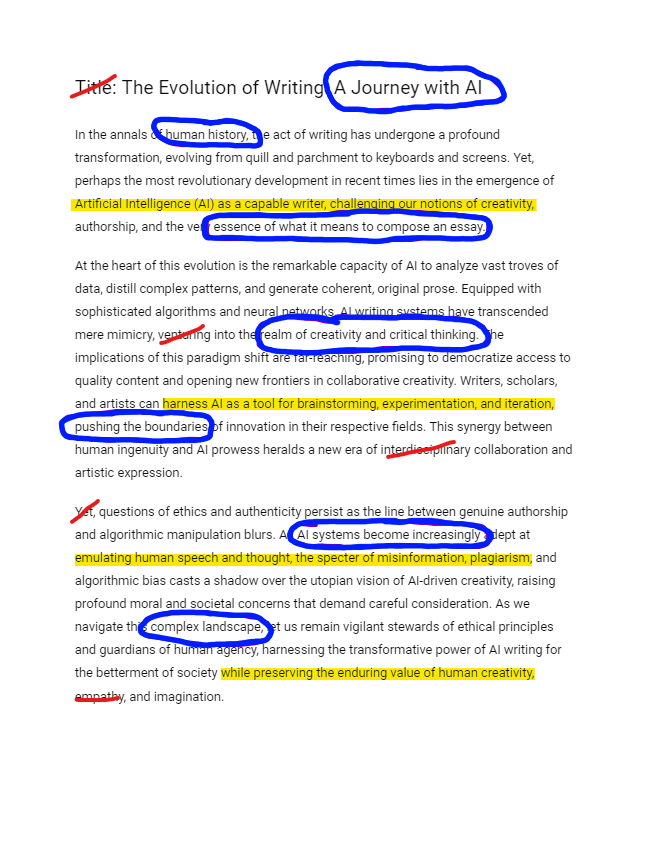 Title: The Evolution of Writing: A Journey with AI
In the annals of human history, the act of writing has undergone a profound
transformation, evolving from quill and parchment to keyboards and screens. Yet,
perhaps the most revolutionary development in recent times lies in the emergence of
Artificial Intelligence (AI) as a capable writer, challenging our notions of creativity,
authorship, and the very essence of what it means to compose an essay.
At the heart of this evolution is the remarkable capacity of AI to analyze vast troves of
data, distill complex patterns, and generate coherent, original prose. Equipped with
sophisticated algorithms and neural networks, AI writing systems have transcended
mere mimicry, venturing into the realm of creativity and critical thinking. The
implications of this paradigm shift are far-reaching, promising to democratize access to
quality content and opening new frontiers in collaborative creativity. Writers, scholars,
and artists can harness AI as a tool for brainstorming, experimentation, and iteration,
pushing the boundaries of innovation in their respective fields. This synergy between
human ingenuity and AI prowess heralds a new era of interdisciplinary collaboration and
artistic expression.
Yet, questions of ethics and authenticity persist as the line between genuine authorship
and algorithmic manipulation blurs. As AI systems become increasingly adept at
emulating human speech and thought, the specter of misinformation, plagiarism, and
algorithmic bias casts a shadow over the utopian vision of AI-driven creativity, raising
profound moral and societal concerns that demand careful consideration. As we
navigate this complex landscape, let us remain vigilant stewards of ethical principles
and guardians of human agency, harnessing the transformative power of AI writing for
the betterment of society while preserving the enduring value of human creativity,
empathy, and imagination.